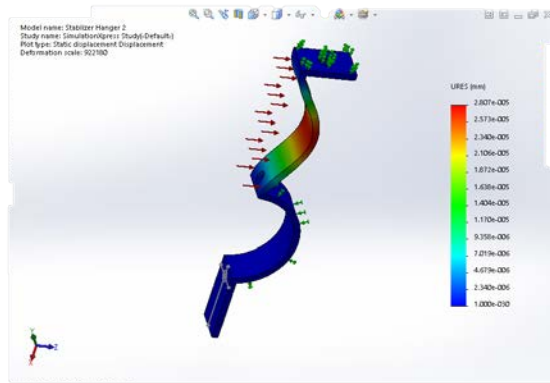 Model name: Stabilizer Hanger 2
Study name: SimulationXpress Study(-Default-)
Plot type: Static displacement Displacement
Deformation scale: 922180
URES (mm)
2.807e-005
2.573e-005
2.340e-005
2.106e-005
1.872e-005
1.638e-005
1.404e-005
1.170e-005
9.358e-006
7.019e-006
4.679e-006
2.340e-006
1.000e-030
Y
Z
X